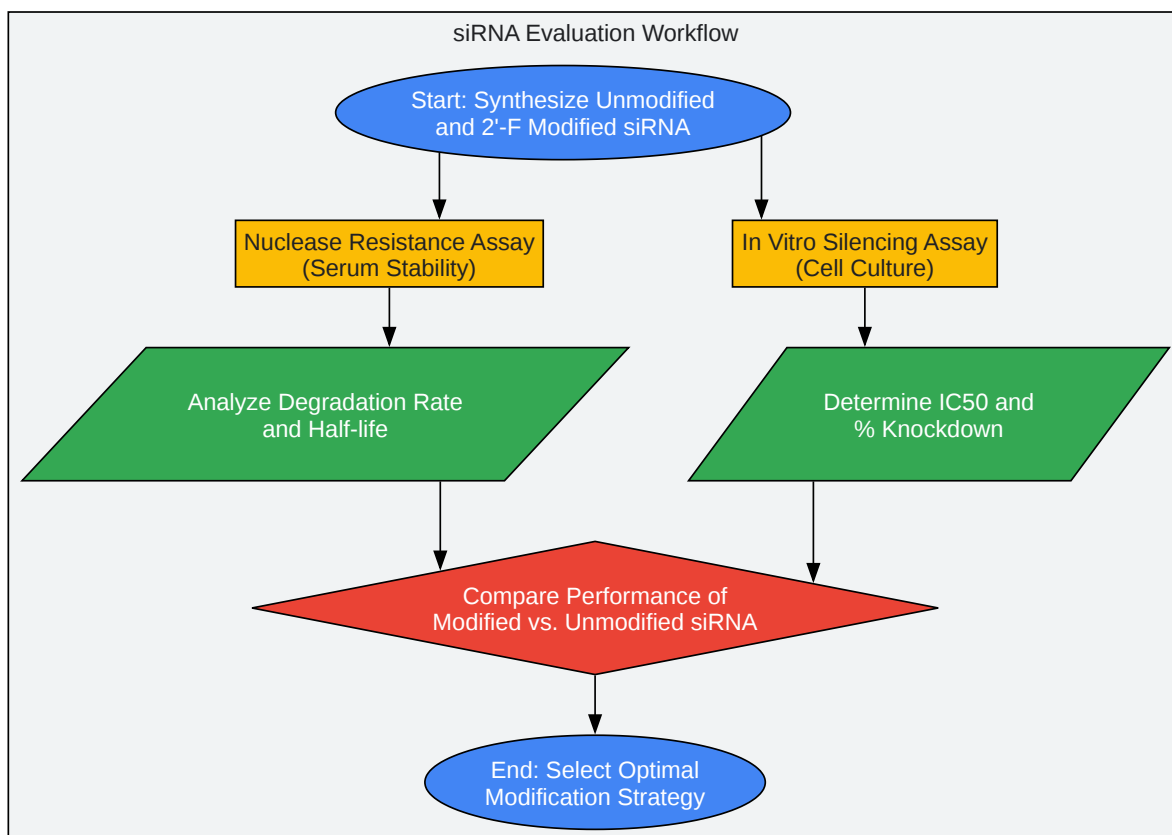 siRNA Evaluation Workflow
Start: Synthesize Unmodified
and 2'-F Modified siRNA
Nuclease Resistance Assay
(Serum Stability)
In Vitro Silencing Assay
(Cell Culture)
Analyze Degradation Rate
and Half-life
Determine IC50 and
% Knockdown
Compare Performance of
Modified vs. Unmodified siRNA
End: Select Optimal
Modification Strategy